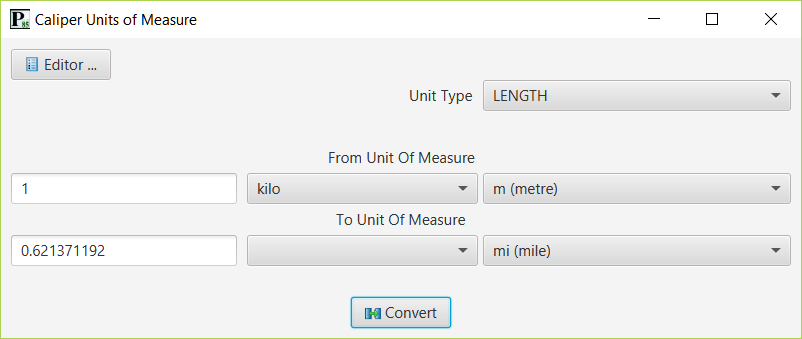 P 85 Caliper Units of Measure
Editor ...
Unit Type LENGTH
From Unit Of Measure
1 kilo m (metre)
To Unit Of Measure
0.621371192 mi (mile)
Convert